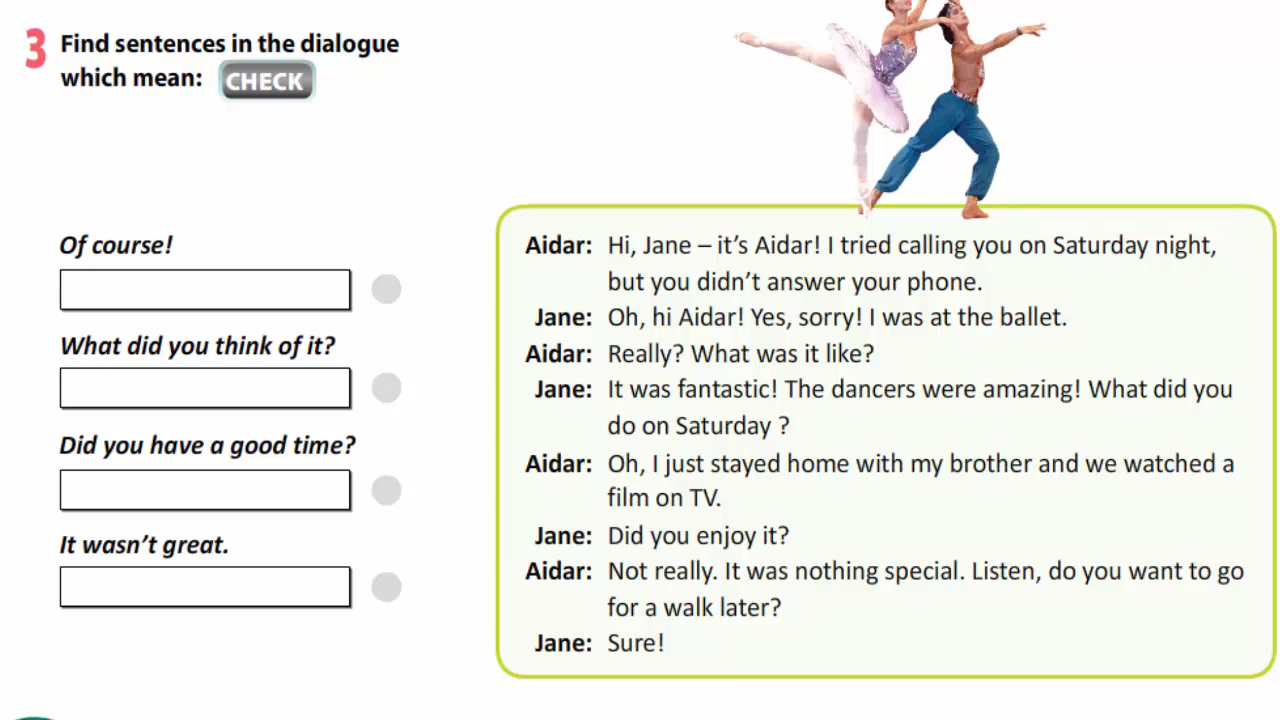 3 Find sentences in the dialogue
which mean: CHECK
Of course!
What did you think of it?
Did you have a good time?
It wasn't great.
Aidar: Hi, Jane – it's Aidar! I tried calling you on Saturday night,
but you didn't answer your phone.
Jane: Oh, hi Aidar! Yes, sorry! I was at the ballet.
Aidar: Really? What was it like?
Jane: It was fantastic! The dancers were amazing! What did you
do on Saturday ?
Aidar: Oh, I just stayed home with my brother and we watched a
film on TV.
Jane: Did you enjoy it?
Aidar: Not really. It was nothing special. Listen, do you want to go
for a walk later?
Jane: Sure!